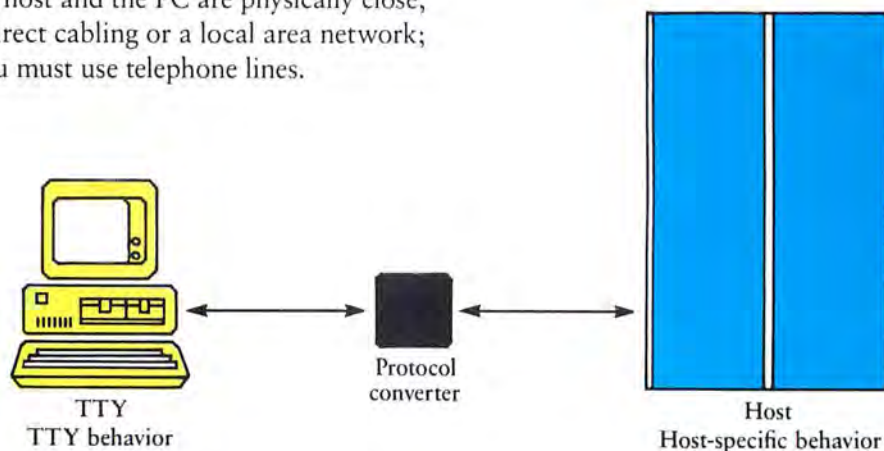 host and the PC are physically close,
irect cabling or a local area network;
u must use telephone lines.
Protocol
converter
TTY
TTY behavior
Host
Host-specific behavior